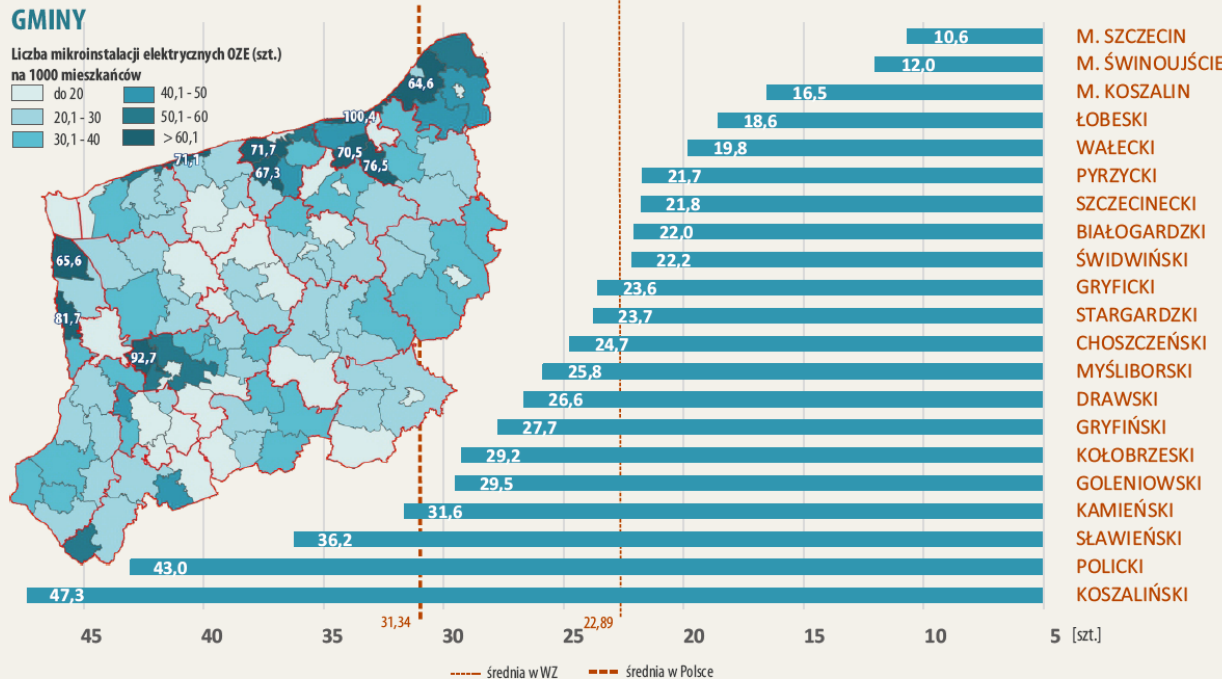 GMINY
Liczba mikroinstalacji elektrycznych OZE (szt.)
na 1000 mieszkańców
do 20
40,1 - 50
20,1 - 30
50,1 - 60
30,1 - 40
> 60,1
64,6
100,4
71,7
70,5
71,1
76,5
67,3
65,6
81,7
92,7
10,6 M. SZCZECIN
12,0 M. ŚWINOUJŚCIE
16,5 M. KOSZALIN
18,6 ŁOBESKI
19,8 WAŁECKI
21,7 PYRZYCKI
21,8 SZCZECINECKI
22,0 BIAŁOGARDZKI
22,2 ŚWIDWIŃSKI
23,6 GRYFICKI
23,7 STARGARDZKI
24,7 CHOSZCZEŃSKI
25,8 MYŚLIBORSKI
26,6 DRAWSKI
27,7 GRYFIŃSKI
29,2 KOŁOBRZESKI
29,5 GOLENIOWSKI
31,6 KAMIEŃSKI
36,2 SŁAWIEŃSKI
43,0 POLICKI
47,3 KOSZALIŃSKI
31,34 22,89
45 40 35 30 25 20 15 10 5 [szt.]
średnia w WZ średnia w Polsce